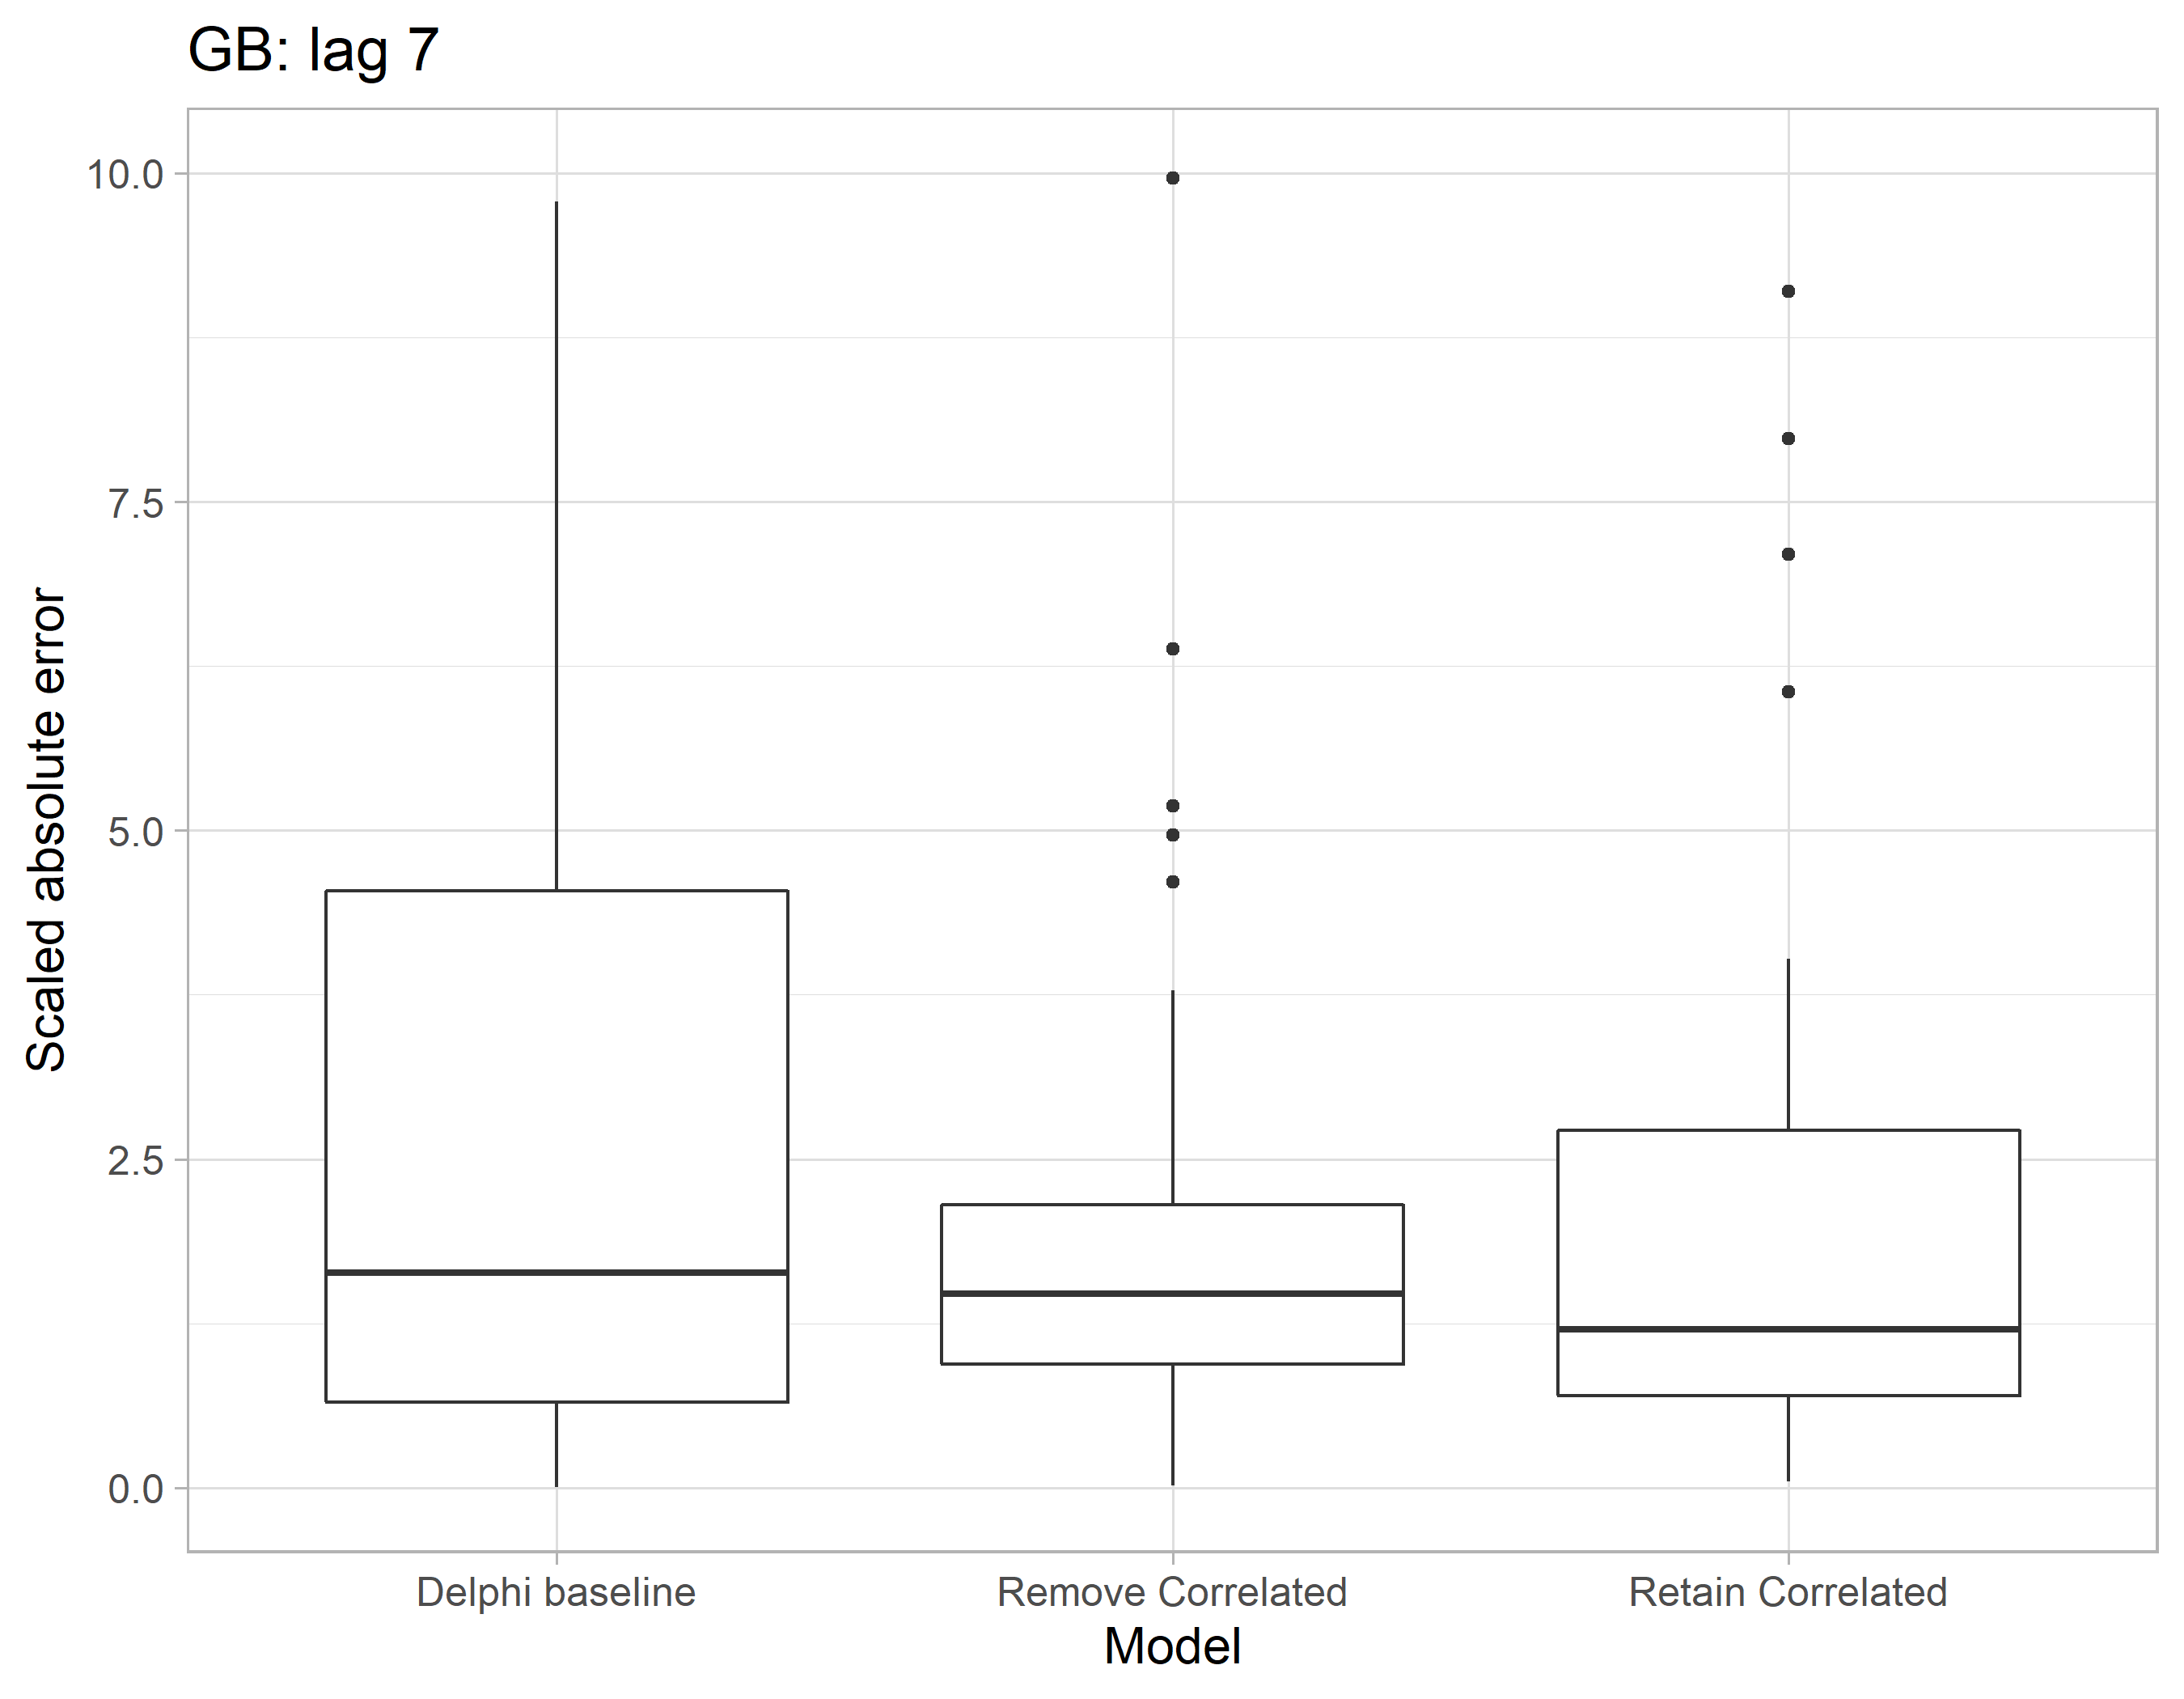 GB: lag 7
Scaled absolute error
10.0
7.5
5.0
2.5
0.0
Delphi baseline
Remove Correlated
Retain Correlated
Model